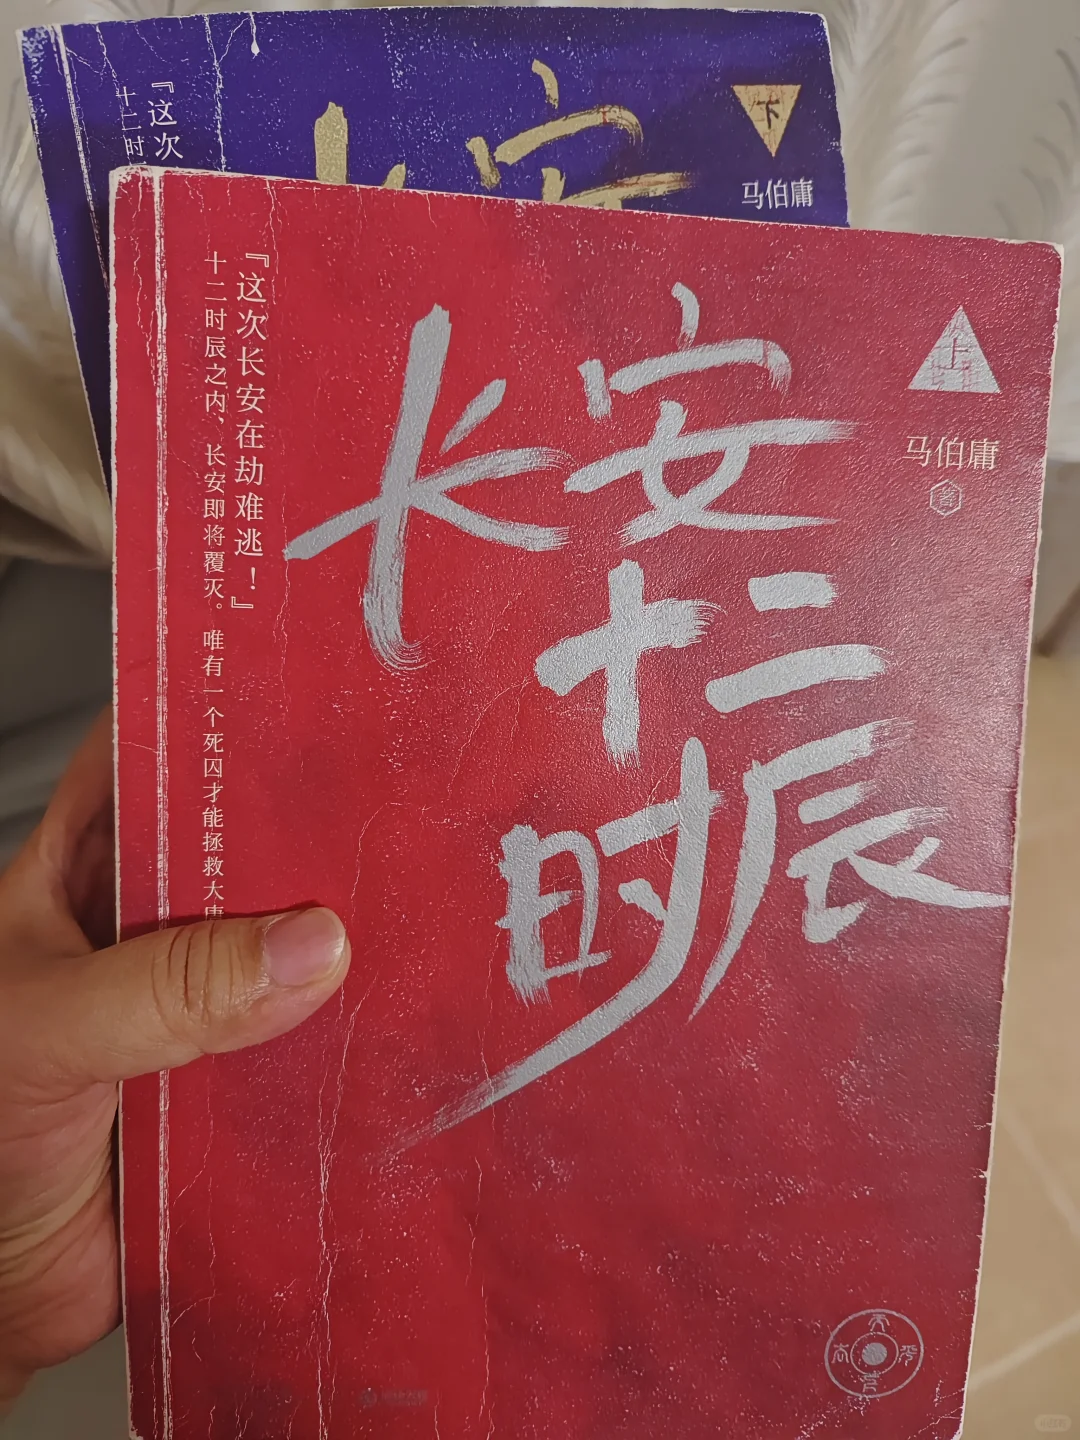 『这次
十二时
长安
下
马伯庸
『这次长安在劫难逃！』
十二时辰之内，长安即将覆灭。唯有一个死囚才能拯救大唐
长安
十二
时辰
上
马伯庸
著